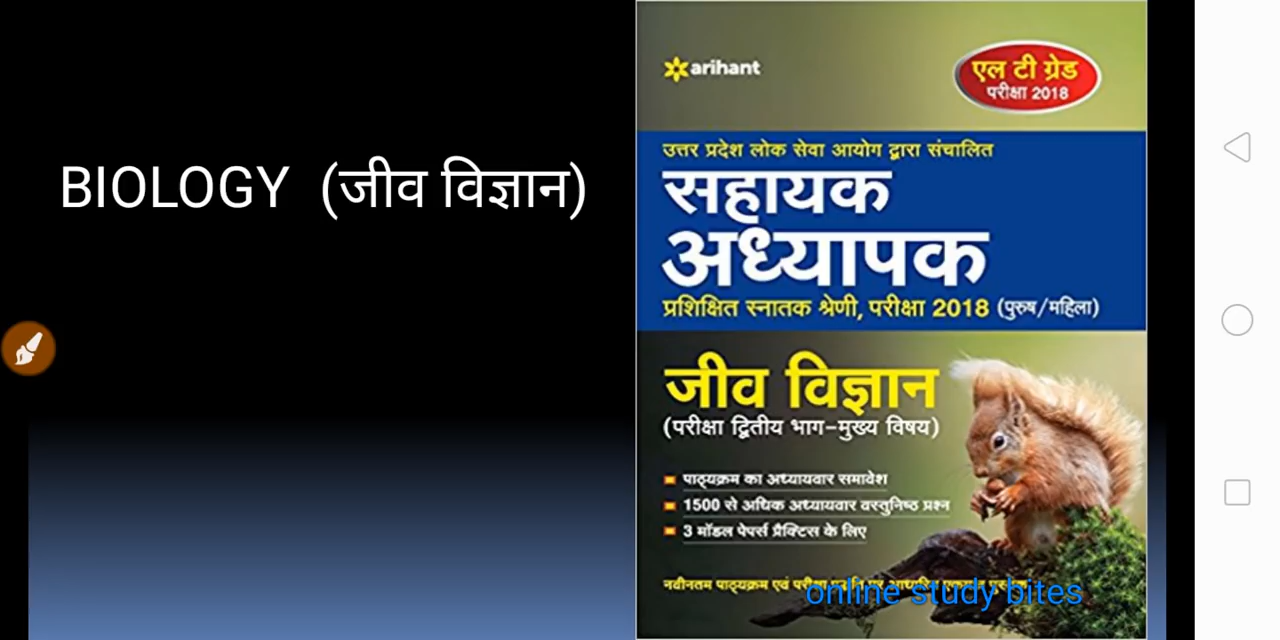 BIOLOGY (जीव विज्ञान)
arihant
एल टी ग्रेड
परीक्षा 2018
उत्तर प्रदेश लोक सेवा आयोग द्वारा संचालित
सहायक
अध्यापक
प्रशिक्षित स्नातक श्रेणी, परीक्षा 2018 (पुरुष/महिला)
जीव विज्ञान
(परीक्षा द्वितीय भाग-मुख्य विषय)
पाठ्यक्रम का अध्यायवार समावेश
1500 से अधिक अध्यायवार वस्तुनिष्ठ प्रश्न
3 मॉडल पेपर्स प्रैक्टिस के लिए
नवीनतम पाठ्यक्रम एवं
online study bites